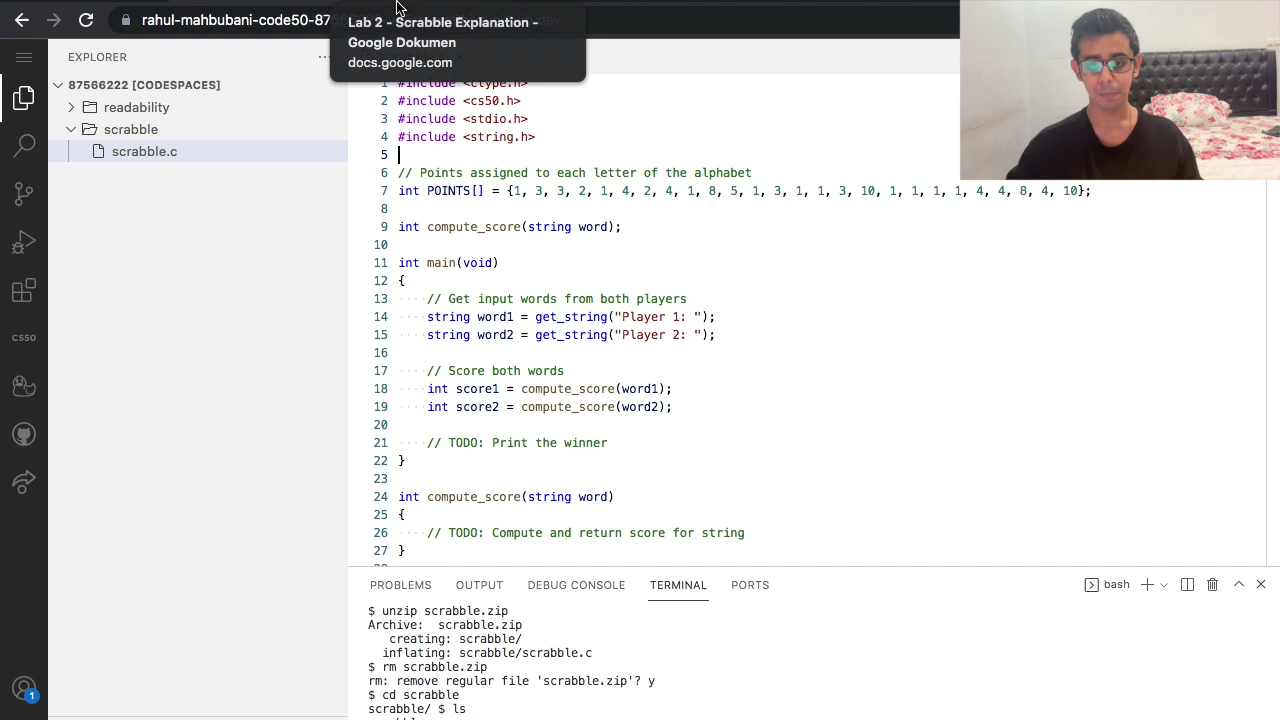 rahul-mahbubani-code50-87
Lab 2 - Scrabble Explanation -
Google Dokumen
docs.google.com
EXPLORER
87566222 [CODESPACES]
readability
scrabble
scrabble.c
CS50
1
1 #include <ctype.h>
2 #include <cs50.h>
3 #include <stdio.h>
4 #include <string.h>
5
6 // Points assigned to each letter of the alphabet
7 int POINTS[] = {1, 3, 3, 2, 1, 4, 2, 4, 1, 8, 5, 1, 3, 1, 1, 3, 10, 1, 1, 1, 1, 4, 4, 8, 4, 10};
8
9 int compute_score(string word);
10
11 int main(void)
12 {
13 // Get input words from both players
14 string word1 = get_string("Player 1: ");
15 string word2 = get_string("Player 2: ");
16
17 // Score both words
18 int score1 = compute_score(word1);
19 int score2 = compute_score(word2);
20
21 // TODO: Print the winner
22 }
23
24 int compute_score(string word)
25 {
26 // TODO: Compute and return score for string
27 }
PROBLEMS OUTPUT DEBUG CONSOLE TERMINAL PORTS bash
$ unzip scrabble.zip
Archive:  scrabble.zip
creating: scrabble/
inflating: scrabble/scrabble.c
$ rm scrabble.zip
rm: remove regular file 'scrabble.zip'? y
$ cd scrabble
scrabble/ $ ls